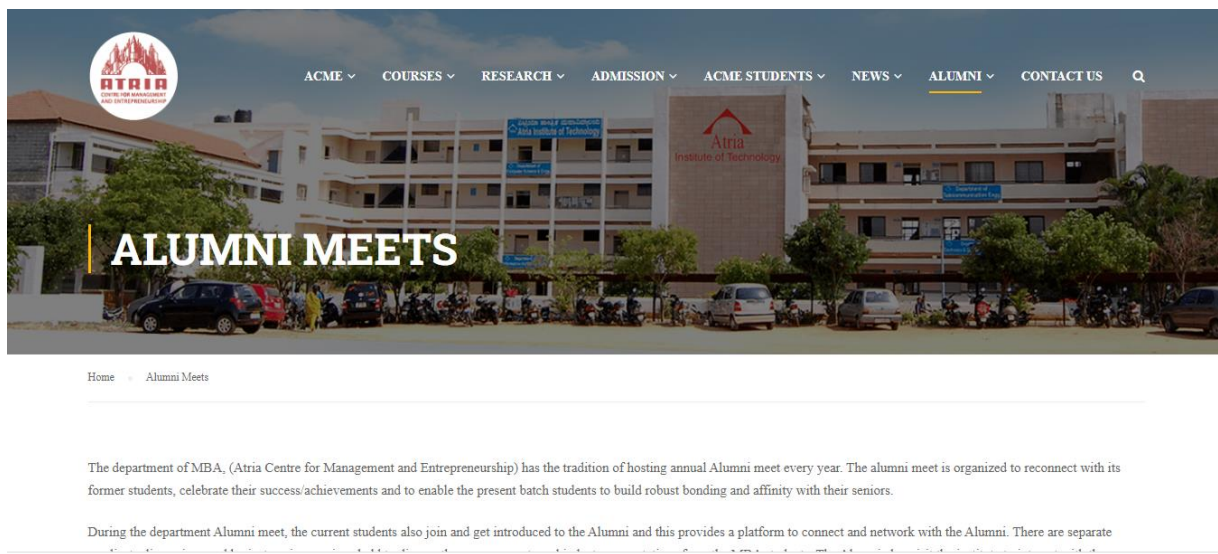 ATRIA
CENTRE FOR MANAGEMENT
AND ENTREPRENEURSHIP
ACME COURSES RESEARCH ADMISSION ACME STUDENTS NEWS ALUMNI CONTACT US
Atria Institute of Technology
Atria
Institute of Technology
ALUMNI MEETS
Home » Alumni Meets
The department of MBA, (Atria Centre for Management and Entrepreneurship) has the tradition of hosting annual Alumni meet every year. The alumni meet is organized to reconnect with its
former students, celebrate their success/achievements and to enable the present batch students to build robust bonding and affinity with their seniors.
During the department Alumni meet, the current students also join and get introduced to the Alumni and this provides a platform to connect and network with the Alumni. There are separate